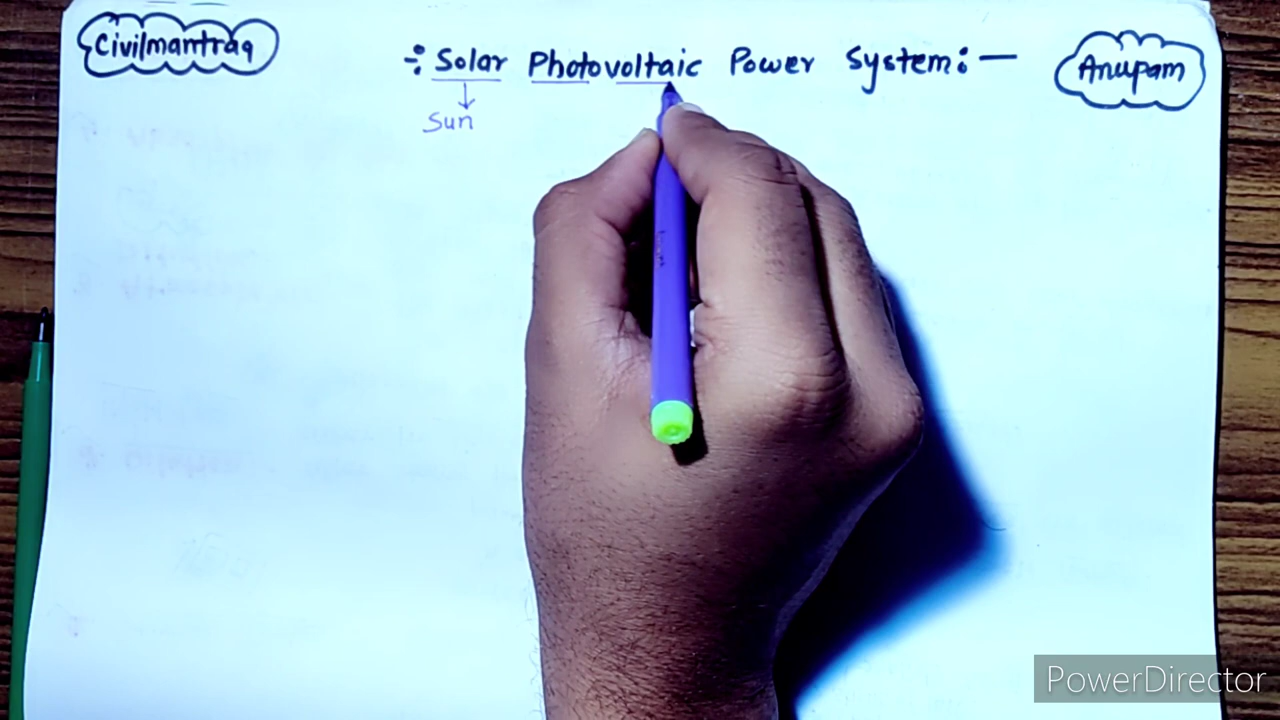 Civilmantraa
÷ Solar Photovoltaic Power System:—
Anupam
Sun
PowerDirector